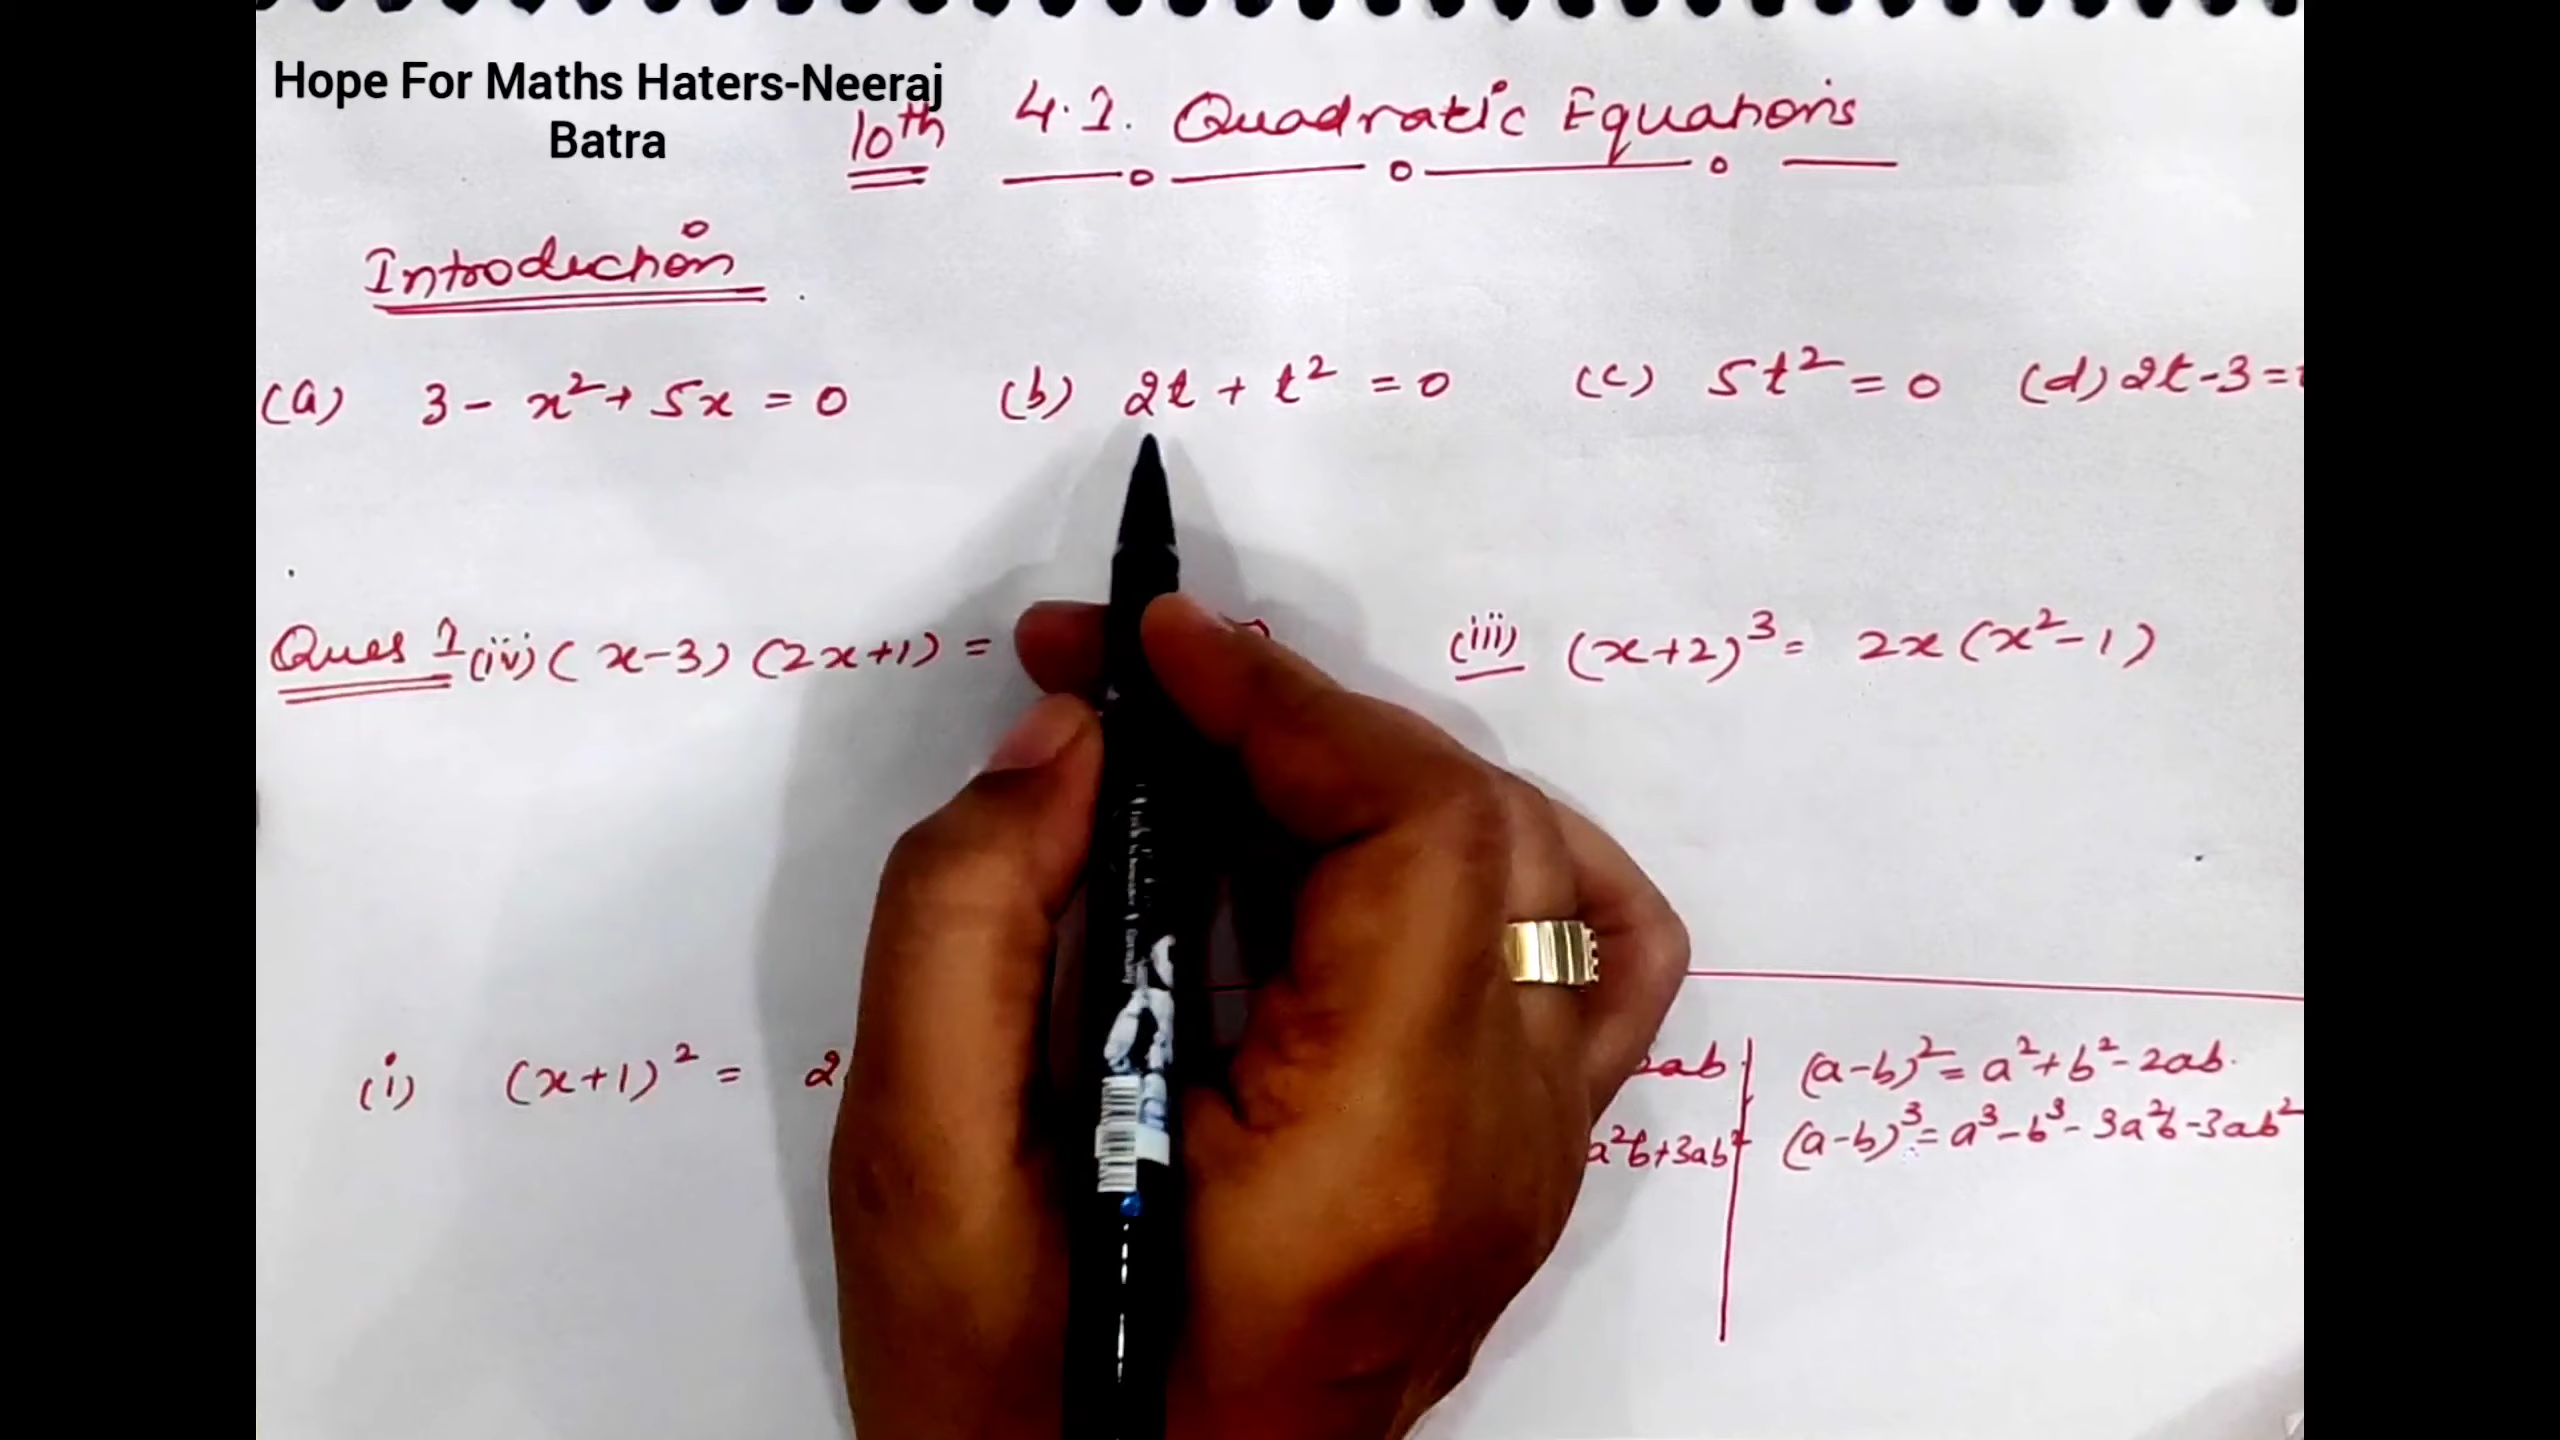 Hope For Maths Haters-Neeraj
Batra
10th 4.1. Quadratic Equations
Introduction
(a) 3 - x² + 5x = 0 (b) 2t + t² = 0 (c) 5t² = 0 (d) 2t - 3 =
Ques 1 (iv) (x-3) (2x+1) = (iii) (x+2)³ = 2x (x²-1)
(i) (x+1)² = 2 2ab (a-b)² = a² + b² - 2ab.
a²b+3ab² (a-b)³ = a³ - b³ - 3a²b - 3ab²